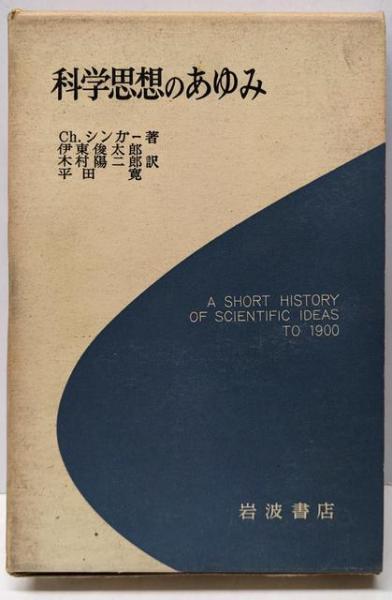 科学思想のあゆみ
Ch. シンガー著
伊東俊太郎
木村陽二郎訳
平田 寛
A SHORT HISTORY
OF SCIENTIFIC IDEAS
TO 1900
岩波書店